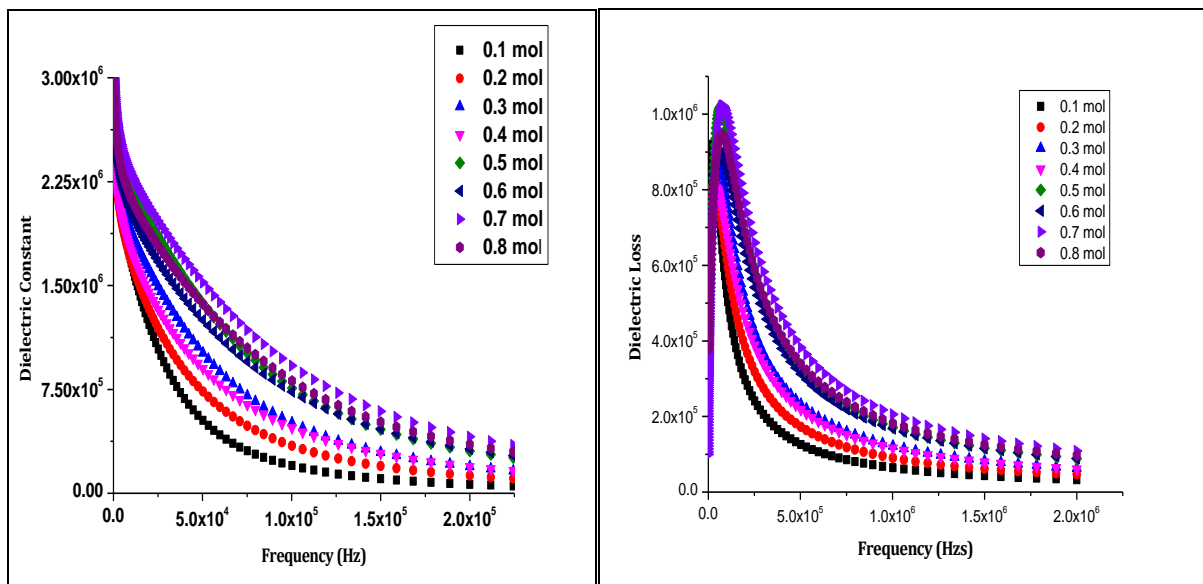 0.1 mol
0.2 mol
0.3 mol
0.4 mol
0.5 mol
0.6 mol
0.7 mol
0.8 mol
3.00x10⁶
2.25x10⁶
1.50x10⁶
7.50x10⁵
0.00
Dielectric Constant
0.0 5.0x10⁴ 1.0x10⁵ 1.5x10⁵ 2.0x10⁵
Frequency (Hz)
0.1 mol
0.2 mol
0.3 mol
0.4 mol
0.5 mol
0.6 mol
0.7 mol
0.8 mol
1.0x10⁶
8.0x10⁵
6.0x10⁵
4.0x10⁵
2.0x10⁵
0.0
Dielectric Loss
0.0 5.0x10⁵ 1.0x10⁶ 1.5x10⁶ 2.0x10⁶
Frequency (Hzs)